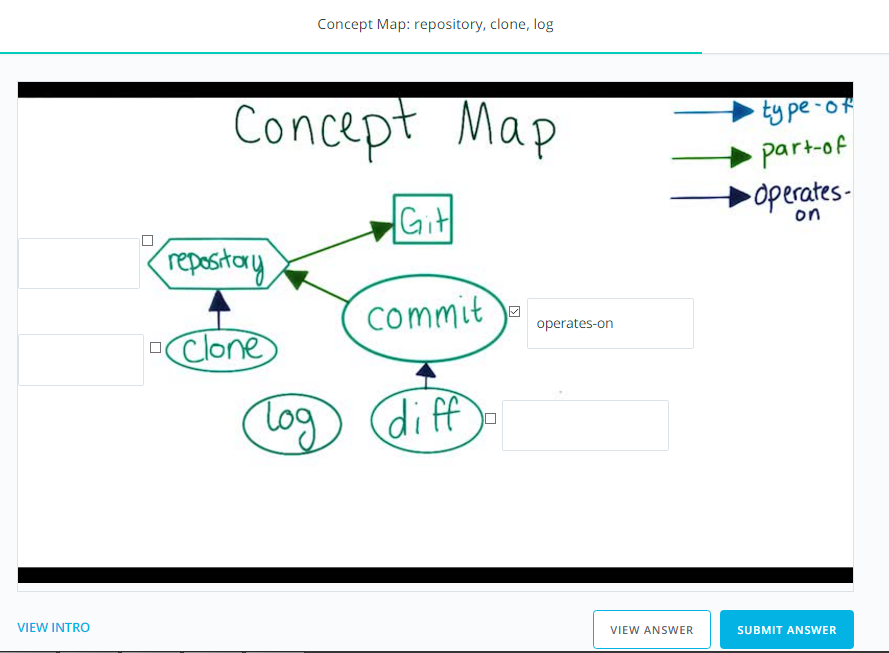 Concept Map: repository, clone, log
Concept Map
type-of
part-of
operates-
on
Git
repository
commit
operates-on
clone
log
diff
VIEW INTRO
VIEW ANSWER
SUBMIT ANSWER